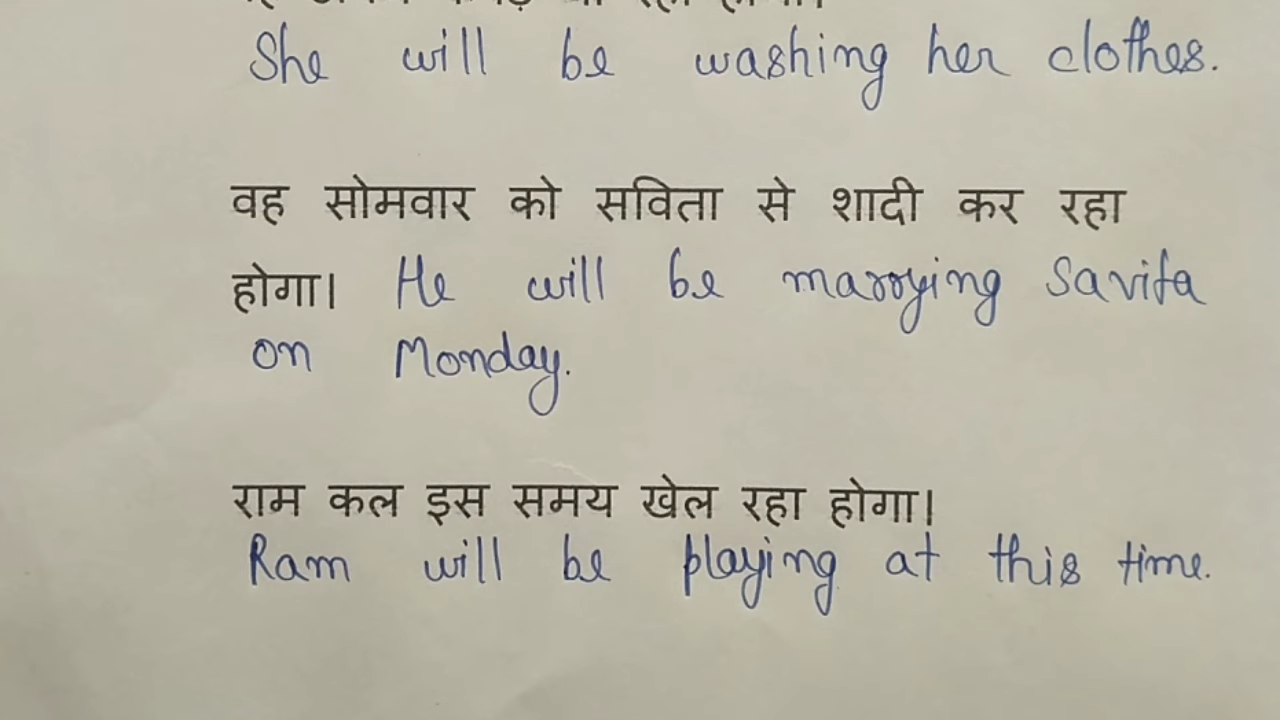 She will be washing her clothes.
वह सोमवार को सविता से शादी कर रहा
होगा। He will be marrying Savita
on Monday.
राम कल इस समय खेल रहा होगा।
Ram will be playing at this time.